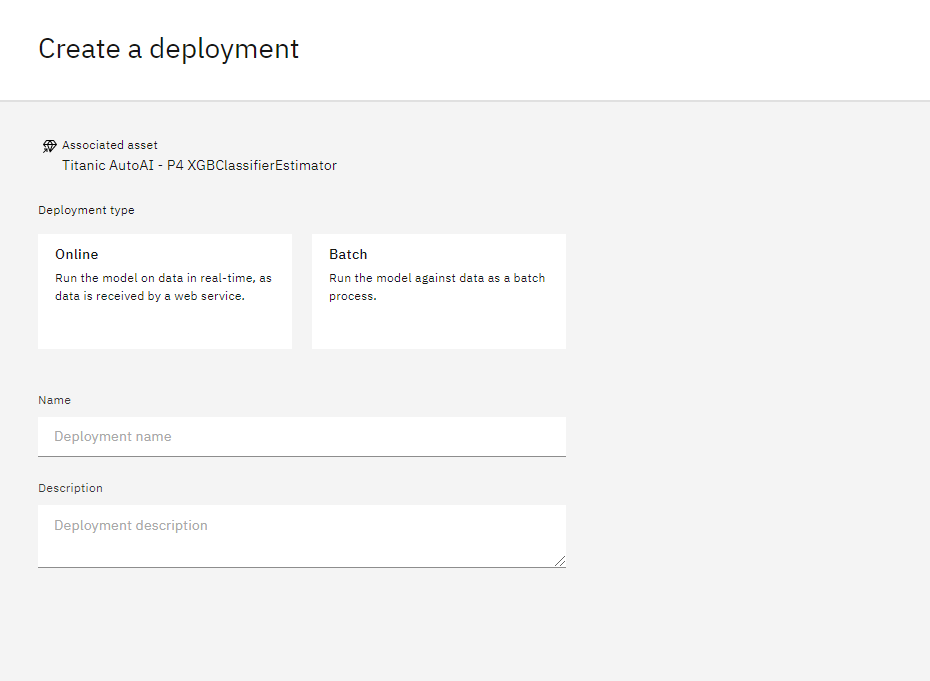 Create a deployment
Associated asset
Titanic AutoAI - P4 XGBClassifierEstimator
Deployment type
Online
Run the model on data in real-time, as
data is received by a web service.
Batch
Run the model against data as a batch
process.
Name
Deployment name
Description
Deployment description